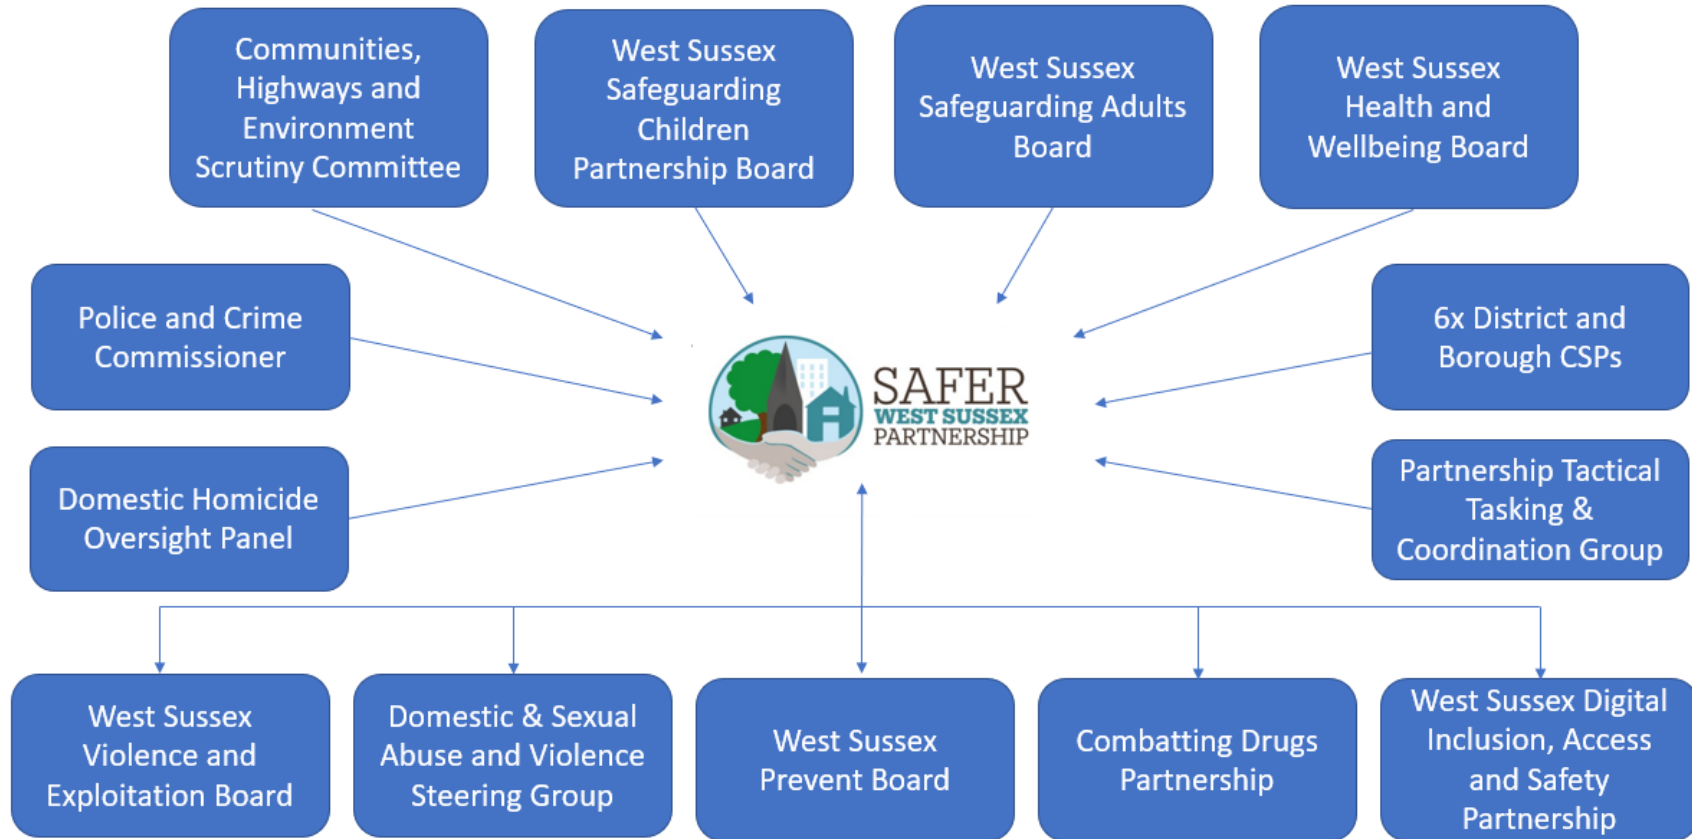 Communities,
Highways and
Environment
Scrutiny Committee
West Sussex
Safeguarding
Children
Partnership Board
West Sussex
Safeguarding Adults
Board
West Sussex
Health and
Wellbeing Board
Police and Crime
Commissioner
6x District and
Borough CSPs
SAFER
WEST SUSSEX
PARTNERSHIP
Domestic Homicide
Oversight Panel
Partnership Tactical
Tasking &
Coordination Group
West Sussex
Violence and
Exploitation Board
Domestic & Sexual
Abuse and Violence
Steering Group
West Sussex
Prevent Board
Combatting Drugs
Partnership
West Sussex Digital
Inclusion, Access
and Safety
Partnership